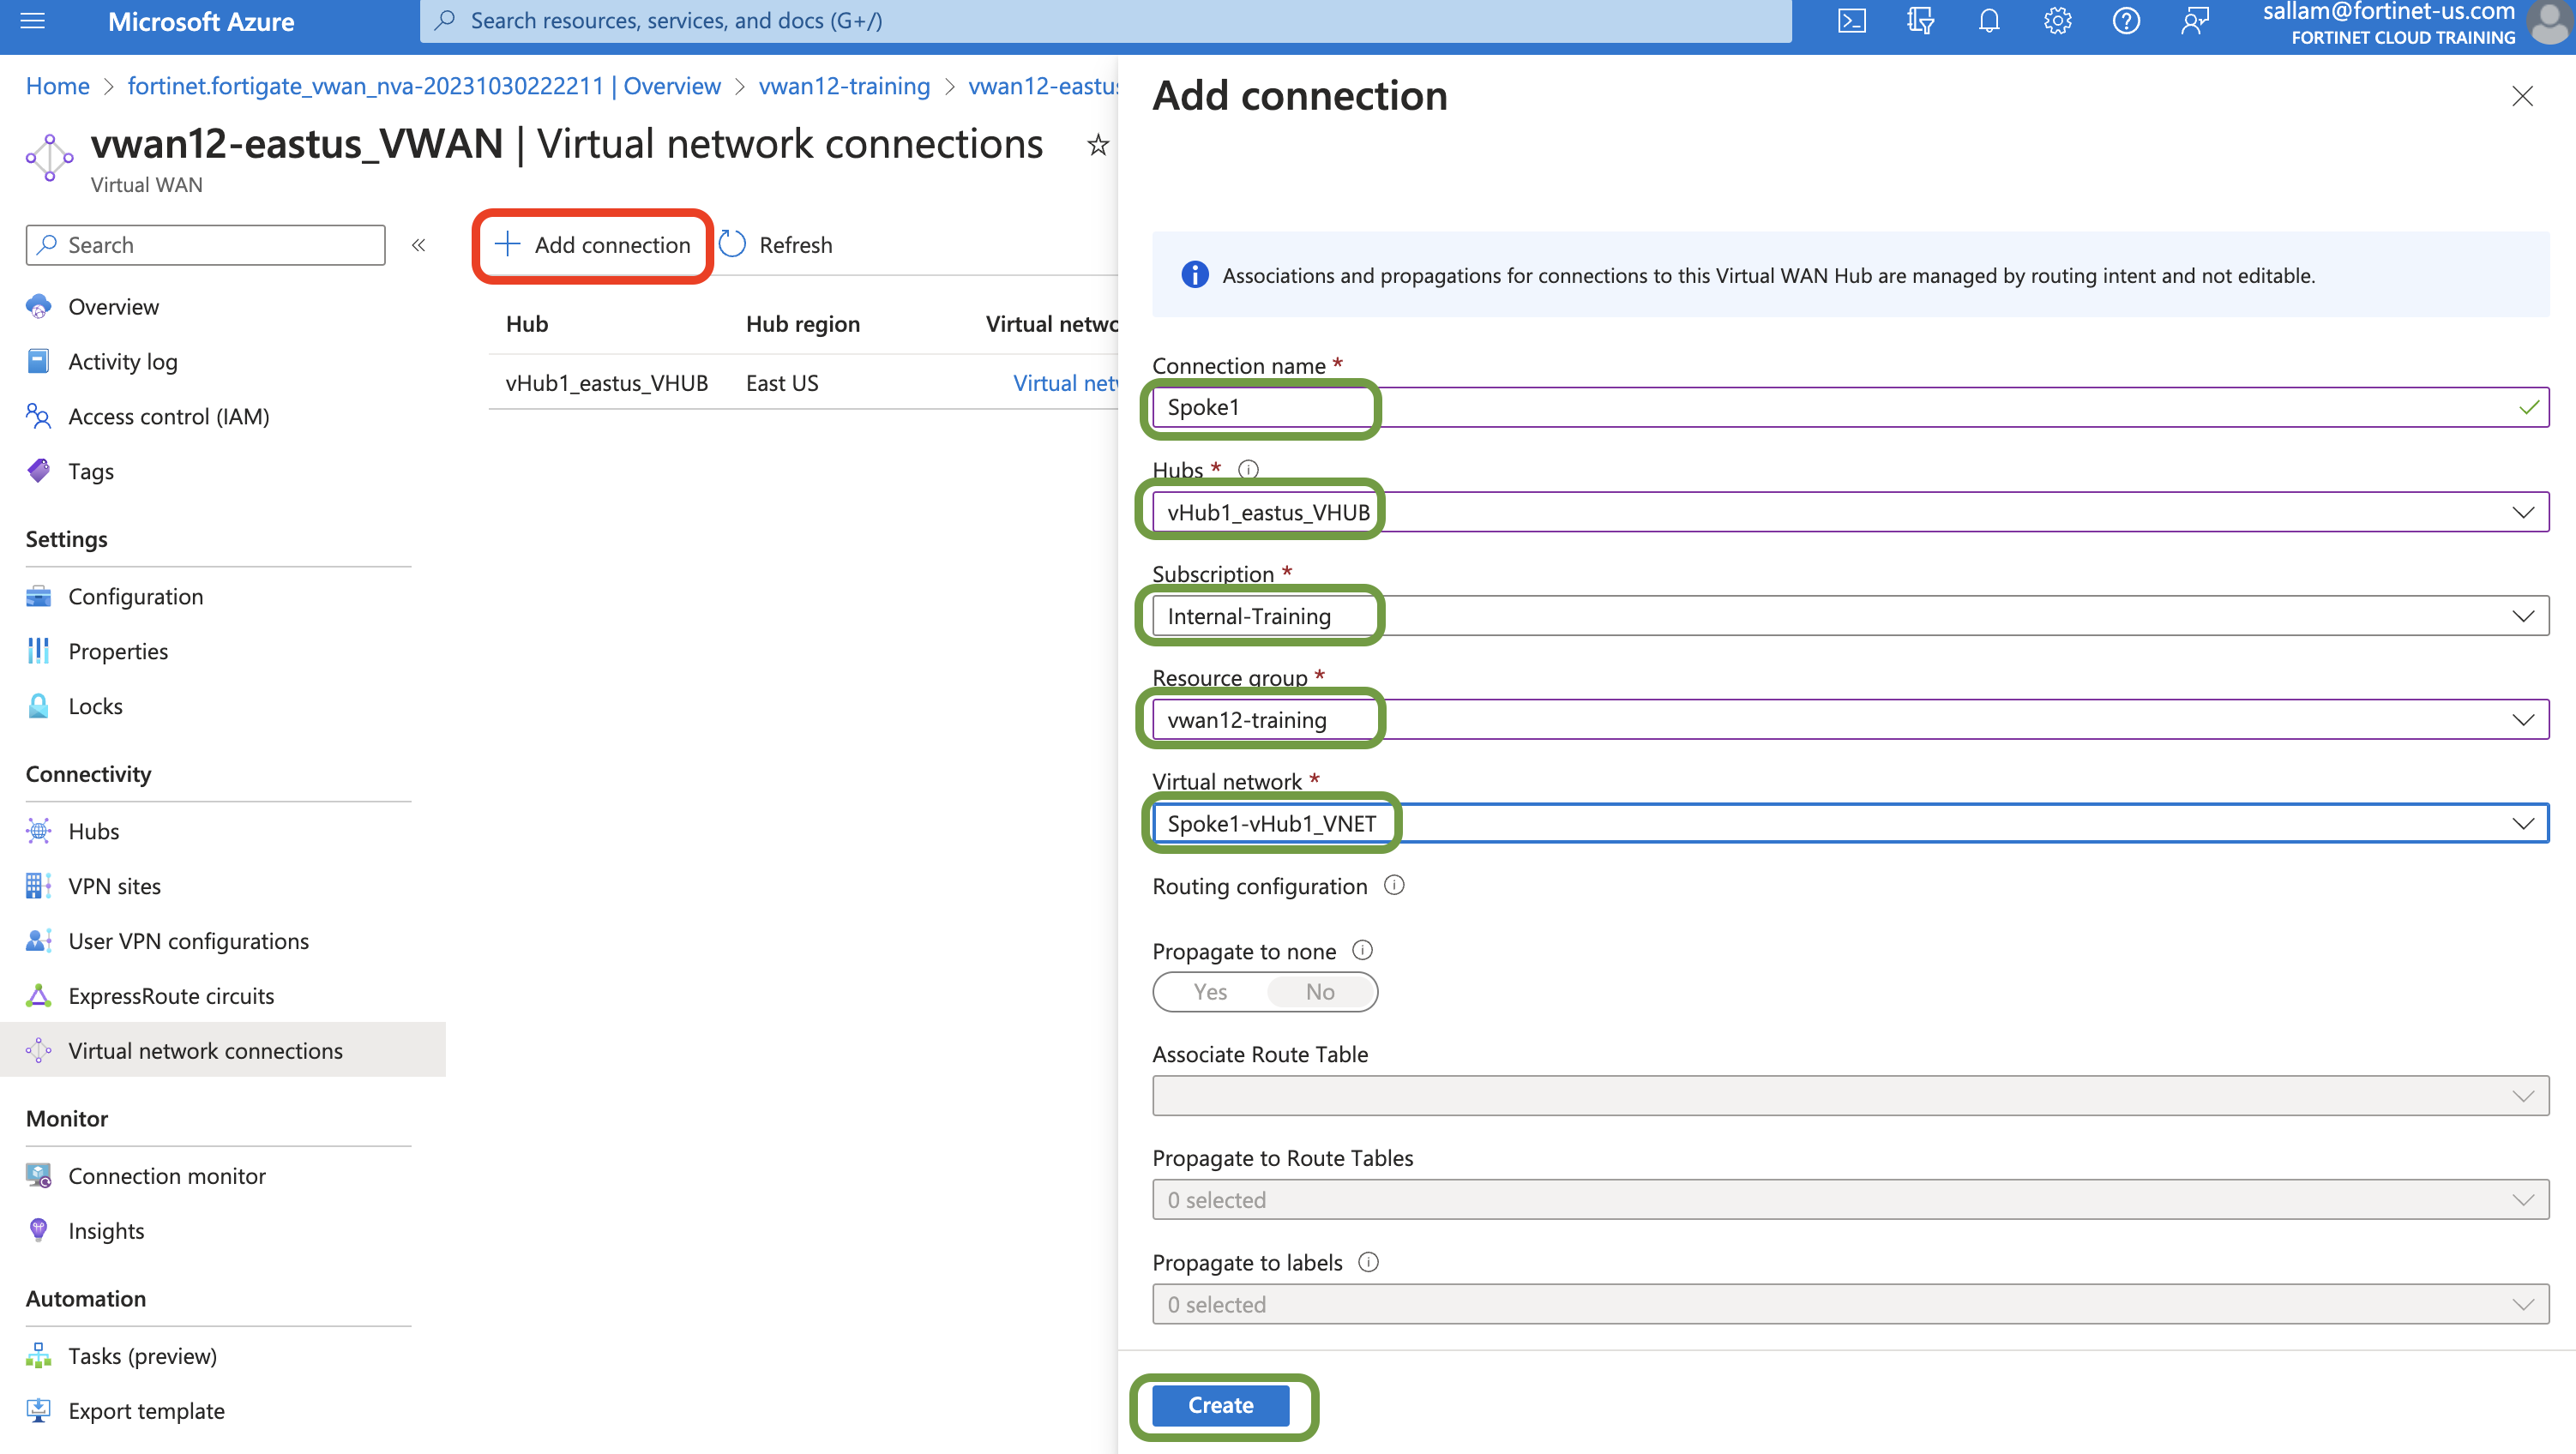 Microsoft Azure
Search resources, services, and docs (G+/)
sallam@fortinet-us.com
FORTINET CLOUD TRAINING
Home > fortinet.fortigate_vwan_nva-20231030222211 | Overview > vwan12-training > vwan12-eastus
vwan12-eastus_VWAN | Virtual network connections
Virtual WAN
Search
Overview
Activity log
Access control (IAM)
Tags
Settings
Configuration
Properties
Locks
Connectivity
Hubs
VPN sites
User VPN configurations
ExpressRoute circuits
Virtual network connections
Monitor
Connection monitor
Insights
Automation
Tasks (preview)
Export template
Add connection
Refresh
Hub Hub region Virtual netwo
vHub1_eastus_VHUB East US Virtual netw
Add connection
Associations and propagations for connections to this Virtual WAN Hub are managed by routing intent and not editable.
Connection name *
Spoke1
Hubs *
vHub1_eastus_VHUB
Subscription *
Internal-Training
Resource group *
vwan12-training
Virtual network *
Spoke1-vHub1_VNET
Routing configuration
Propagate to none
Yes No
Associate Route Table
Propagate to Route Tables
0 selected
Propagate to labels
0 selected
Create